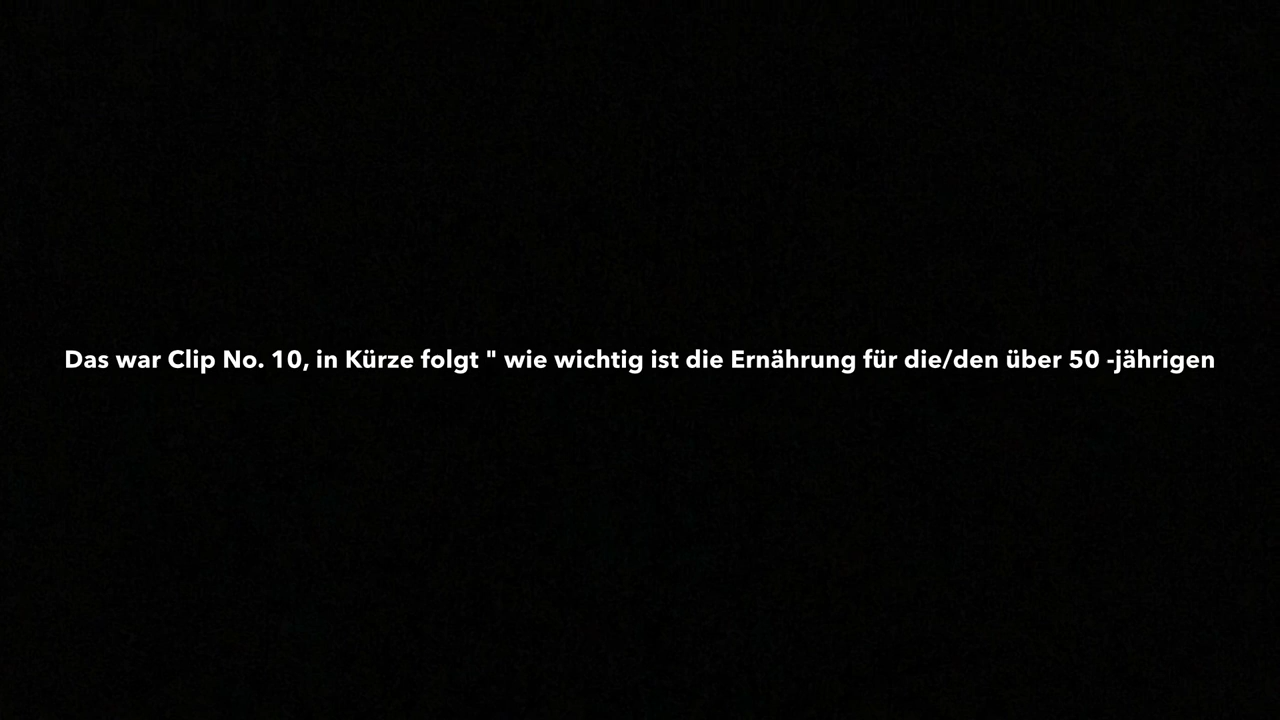 Das war Clip No. 10, in Kürze folgt " wie wichtig ist die Ernährung für die/den über 50 -jährigen